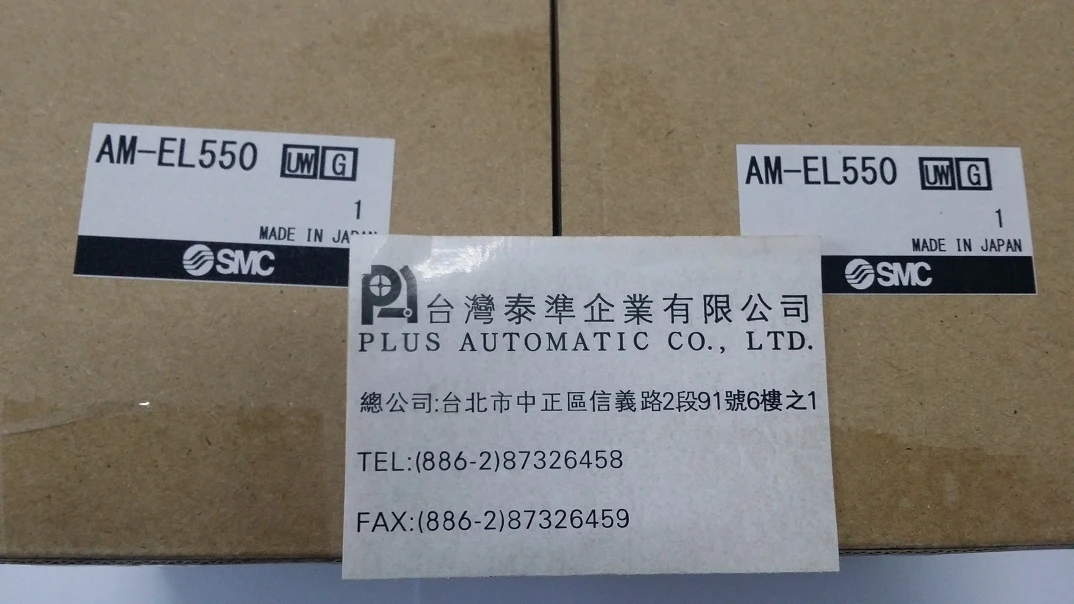 AM-EL550 UW G
1
MADE IN JAPAN
SMC
AM-EL550 UW G
1
MADE IN JAPAN
SMC
台灣泰準企業有限公司
PLUS AUTOMATIC CO., LTD.
總公司:台北市中正區信義路2段91號6樓之1
TEL:(886-2)87326458
FAX:(886-2)87326459